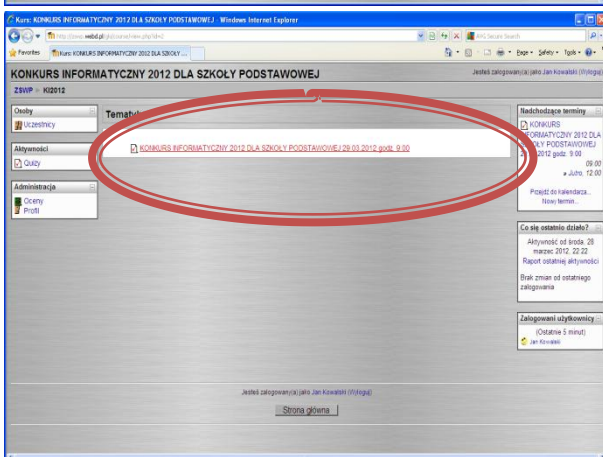 Kurs: KONKURS INFORMATYCZNY 2012 DLA SZKOŁY PODSTAWOWEJ - Windows Internet Explorer
AVG Secure Search
Favorites
Kurs: KONKURS INFORMATYCZNY 2012 DLA SZKOŁY ...
Page
Safety
Tools
KONKURS INFORMATYCZNY 2012 DLA SZKOŁY PODSTAWOWEJ
Jesteś zalogowany(a) jako Jan Kowalski (Wyloguj)
ZSWP
KI2012
Osoby
Uczestnicy
Aktywności
Quizy
Administracja
Oceny
Profil
KONKURS INFORMATYCZNY 2012 DLA SZKOŁY PODSTAWOWEJ 29.03.2012 godz. 9:00
Nadchodzące terminy
KONKURS
INFORMATYCZNY 2012 DLA
SZKOŁY PODSTAWOWEJ
2012 godz. 9:00
09:00
» Jutro, 12:00
Przejdź do kalendarza...
Nowy termin...
Co się ostatnio działo?
Aktywność od środa, 28
marzec 2012, 22:22
Raport ostatniej aktywności
Brak zmian od ostatniego
zalogowania
Zalogowani użytkownicy
(Ostatnie 5 minut)
Jan Kowalski
Jesteś zalogowany(a) jako Jan Kowalski (Wyloguj)
Strona główna